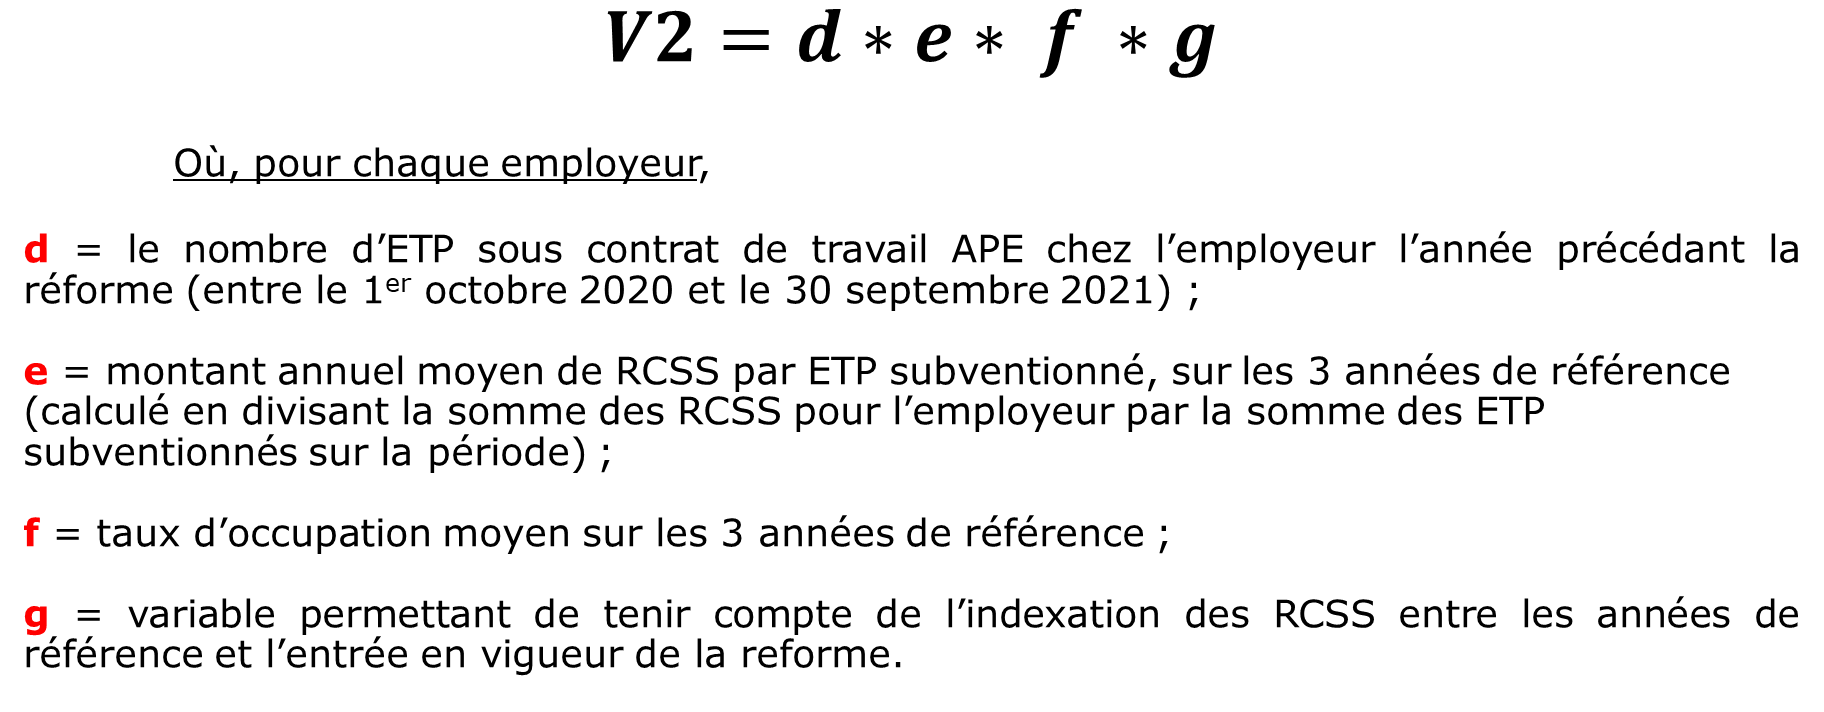 V2 = d * e * f * g
Où, pour chaque employeur,
d = le nombre d’ETP sous contrat de travail APE chez l’employeur l’année précédant la
réforme (entre le 1er octobre 2020 et le 30 septembre 2021) ;
e = montant annuel moyen de RCSS par ETP subventionné, sur les 3 années de référence
(calculé en divisant la somme des RCSS pour l’employeur par la somme des ETP
subventionnés sur la période) ;
f = taux d’occupation moyen sur les 3 années de référence ;
g = variable permettant de tenir compte de l’indexation des RCSS entre les années de
référence et l’entrée en vigueur de la reforme.